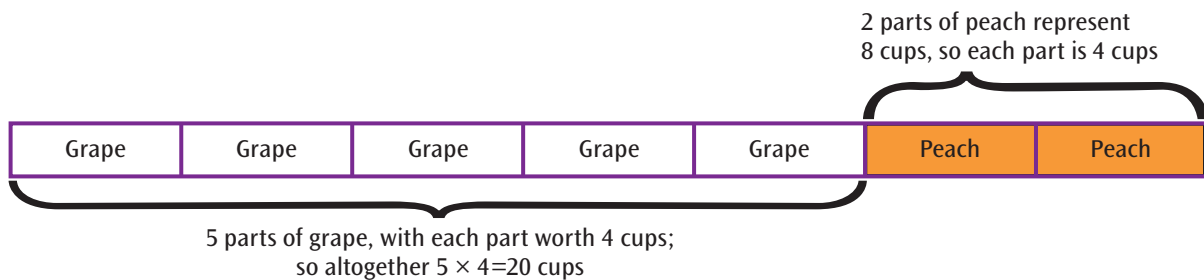 2 parts of peach represent
8 cups, so each part is 4 cups
Grape Grape Grape Grape Grape Peach Peach
5 parts of grape, with each part worth 4 cups;
so altogether 5 × 4=20 cups